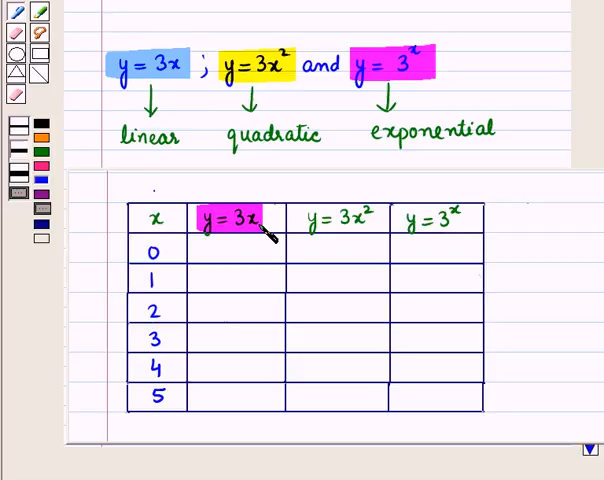 y = 3x ; y = 3x² and y = 3ˣ
linear quadratic exponential
x y = 3x y = 3x² y = 3ˣ
0
1
2
3
4
5